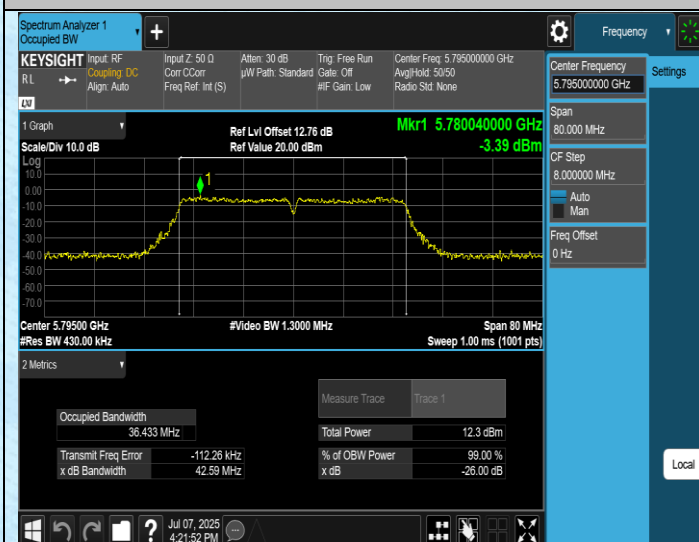 Spectrum Analyzer 1
Occupied BW
Frequency
KEYSIGHT
R L
LXI
Input: RF
Coupling: DC
Align: Auto
Input Z: 50 Ω
Corr CCorr
Freq Ref: Int (S)
Atten: 30 dB
µW Path: Standard
Trig: Free Run
Gate: Off
#IF Gain: Low
Center Freq: 5.795000000 GHz
Avg|Hold: 50/50
Radio Std: None
Center Frequency
5.795000000 GHz
Settings
Span
80.000 MHz
CF Step
8.000000 MHz
Auto
Man
Freq Offset
0 Hz
1 Graph
Scale/Div 10.0 dB
Ref Lvl Offset 12.76 dB
Ref Value 20.00 dBm
Mkr1 5.780040000 GHz
-3.39 dBm
Log
10.0
0.00
-10.0
-20.0
-30.0
-40.0
-50.0
-60.0
-70.0
1
Center 5.79500 GHz
#Video BW 1.3000 MHz
Span 80 MHz
#Res BW 430.00 kHz
Sweep 1.00 ms (1001 pts)
2 Metrics
Measure Trace
Trace 1
Occupied Bandwidth
36.433 MHz
Total Power
12.3 dBm
Transmit Freq Error
-112.26 kHz
% of OBW Power
99.00 %
x dB Bandwidth
42.59 MHz
x dB
-26.00 dB
Local
?
Jul 07, 2025
4:21:52 PM